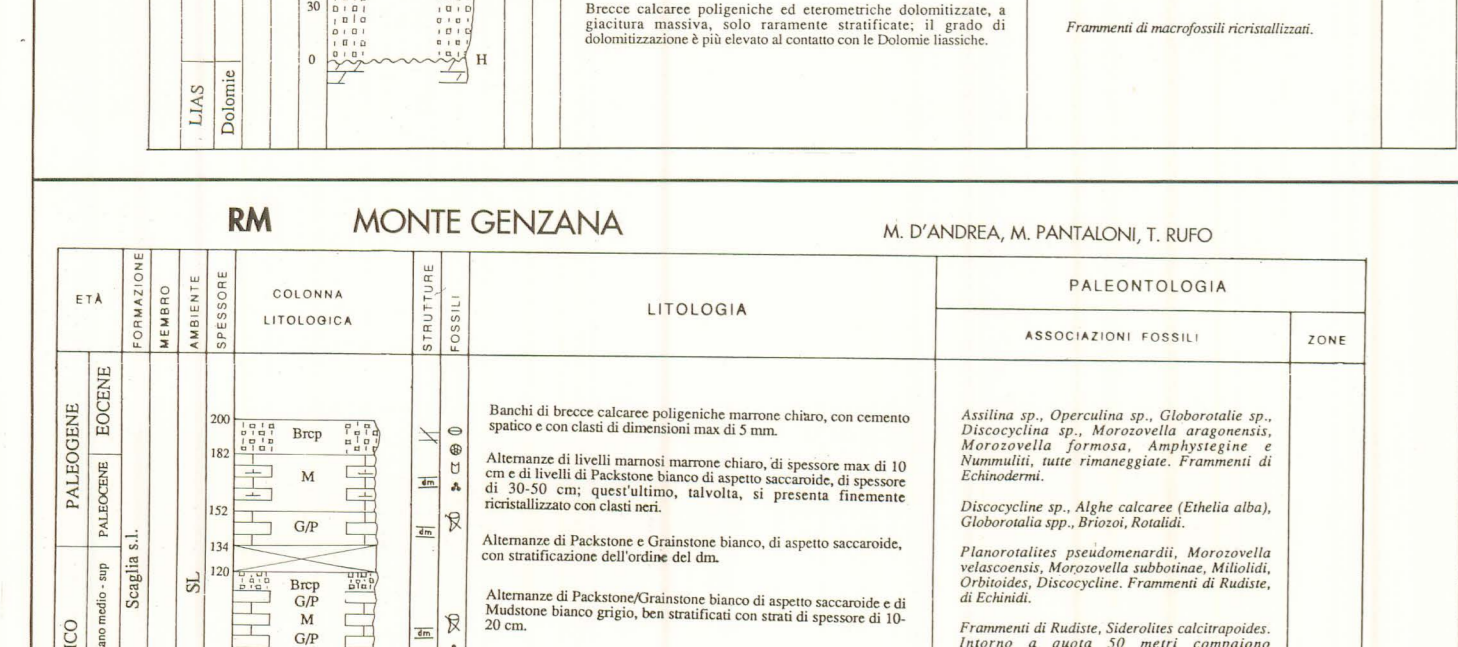 30
Brecce calcaree poligeniche ed eterometriche dolomitizzate, a
giacitura massiva, solo raramente stratificate; il grado di
dolomitizzazione è più elevato al contatto con le Dolomie liassiche.
Frammenti di macrofossili ricristallizzati.
0
H
LIAS
Dolomie
RM MONTE GENZANA
M. D'ANDREA, M. PANTALONI, T. RUFO
ETÀ
FORMAZIONE
MEMBRO
AMBIENTE
SPESSORE
COLONNA
LITOLOGICA
STRUTTURE
FOSSILI
LITOLOGIA
PALEONTOLOGIA
ASSOCIAZIONI FOSSILI
ZONE
PALEOGENE
EOCENE
PALEOCENE
ano medio - sup
ICO
Scaglia s.l.
SL
200
182
152
134
120
Brcp
M
G/P
Brcp
G/P
M
G/P
dm
dm
dm
Banchi di brecce calcaree poligeniche marrone chiaro, con cemento
spatico e con clasti di dimensioni max di 5 mm.
Alternanze di livelli marnosi marrone chiaro, di spessore max di 10
cm e di livelli di Packstone bianco di aspetto saccaroide, di spessore
di 30-50 cm; quest'ultimo, talvolta, si presenta finemente
ricristallizzato con clasti neri.
Alternanze di Packstone e Grainstone bianco, di aspetto saccaroide,
con stratificazione dell'ordine del dm.
Alternanze di Packstone/Grainstone bianco di aspetto saccaroide e di
Mudstone bianco grigio, ben stratificati con strati di spessore di 10-
20 cm.
Assilina sp., Operculina sp., Globorotalie sp.,
Discocyclina sp., Morozovella aragonensis,
Morozovella formosa, Amphystegine e
Nummuliti, tutte rimaneggiate. Frammenti di
Echinodermi.
Discocycline sp., Alghe calcaree (Ethelia alba),
Globorotalia spp., Briozoi, Rotalidi.
Planorotalites pseudomenardii, Morozovella
velascoensis, Morozovella subbotinae, Miliolidi,
Orbitoides, Discocycline. Frammenti di Rudiste,
di Echinidi.
Frammenti di Rudiste, Siderolites calcitrapoides.
Intorno a quota 50 metri compaiono